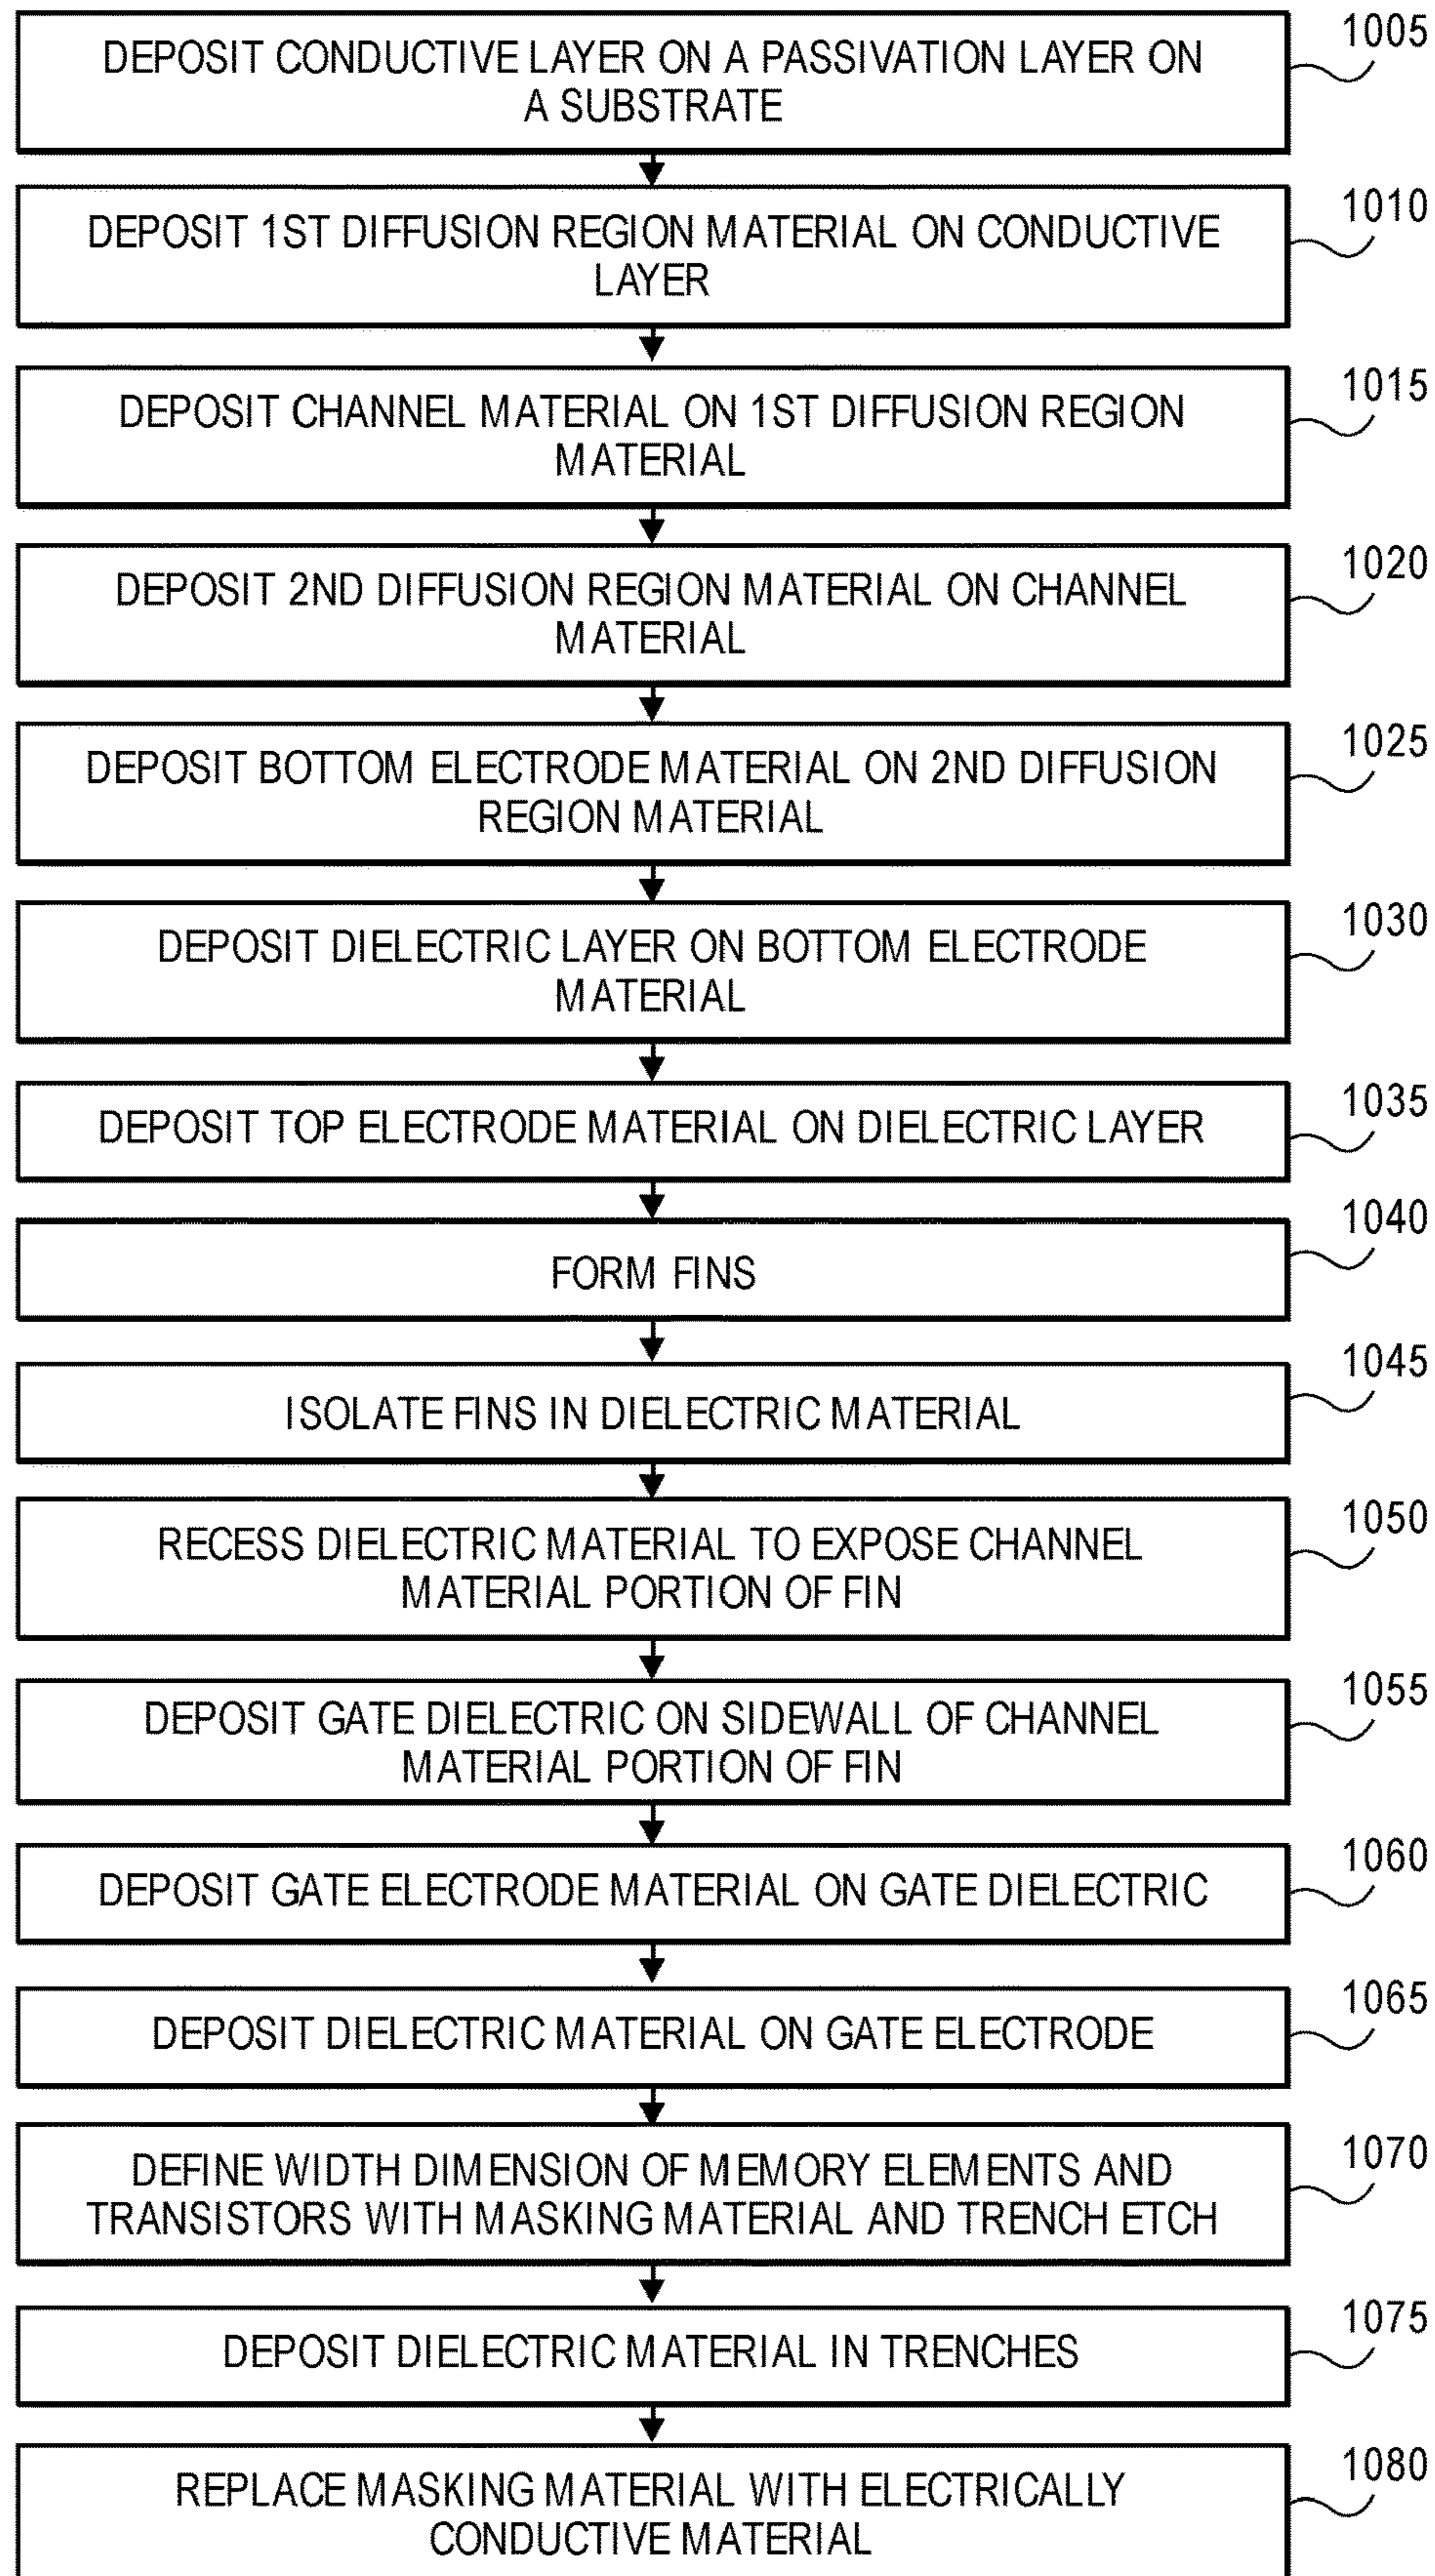 1005
DEPOSIT CONDUCTIVE LAYER ON A PASSIVATION LAYER ON
A SUBSTRATE
1010
DEPOSIT 1ST DIFFUSION REGION MATERIAL ON CONDUCTIVE
LAYER
1015
DEPOSIT CHANNEL MATERIAL ON 1ST DIFFUSION REGION
MATERIAL
1020
DEPOSIT 2ND DIFFUSION REGION MATERIAL ON CHANNEL
MATERIAL
1025
DEPOSIT BOTTOM ELECTRODE MATERIAL ON 2ND DIFFUSION
REGION MATERIAL
1030
DEPOSIT DIELECTRIC LAYER ON BOTTOM ELECTRODE
MATERIAL
1035
DEPOSIT TOP ELECTRODE MATERIAL ON DIELECTRIC LAYER
1040
FORM FINS
1045
ISOLATE FINS IN DIELECTRIC MATERIAL
1050
RECESS DIELECTRIC MATERIAL TO EXPOSE CHANNEL
MATERIAL PORTION OF FIN
1055
DEPOSIT GATE DIELECTRIC ON SIDEWALL OF CHANNEL
MATERIAL PORTION OF FIN
1060
DEPOSIT GATE ELECTRODE MATERIAL ON GATE DIELECTRIC
1065
DEPOSIT DIELECTRIC MATERIAL ON GATE ELECTRODE
1070
DEFINE WIDTH DIMENSION OF MEMORY ELEMENTS AND
TRANSISTORS WITH MASKING MATERIAL AND TRENCH ETCH
1075
DEPOSIT DIELECTRIC MATERIAL IN TRENCHES
1080
REPLACE MASKING MATERIAL WITH ELECTRICALLY
CONDUCTIVE MATERIAL